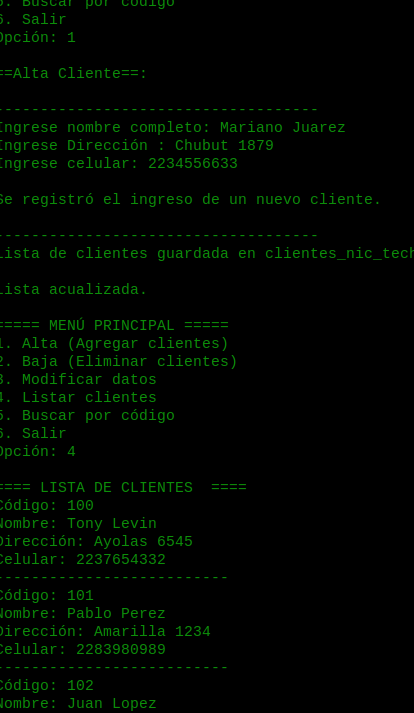 5. Buscar por código
6. Salir
Opción: 1
==Alta Cliente==:
-----------------------------------
Ingrese nombre completo: Mariano Juarez
Ingrese Dirección : Chubut 1879
Ingrese celular: 2234556633
Se registró el ingreso de un nuevo cliente.
-----------------------------------
Lista de clientes guardada en clientes_nic_tech
Lista acualizada.
===== MENÚ PRINCIPAL =====
1. Alta (Agregar clientes)
2. Baja (Eliminar clientes)
3. Modificar datos
4. Listar clientes
5. Buscar por código
6. Salir
Opción: 4
==== LISTA DE CLIENTES  ====
Código: 100
Nombre: Tony Levin
Dirección: Ayolas 6545
Celular: 2237654332
--------------------------
Código: 101
Nombre: Pablo Perez
Dirección: Amarilla 1234
Celular: 2283980989
--------------------------
Código: 102
Nombre: Juan Lopez